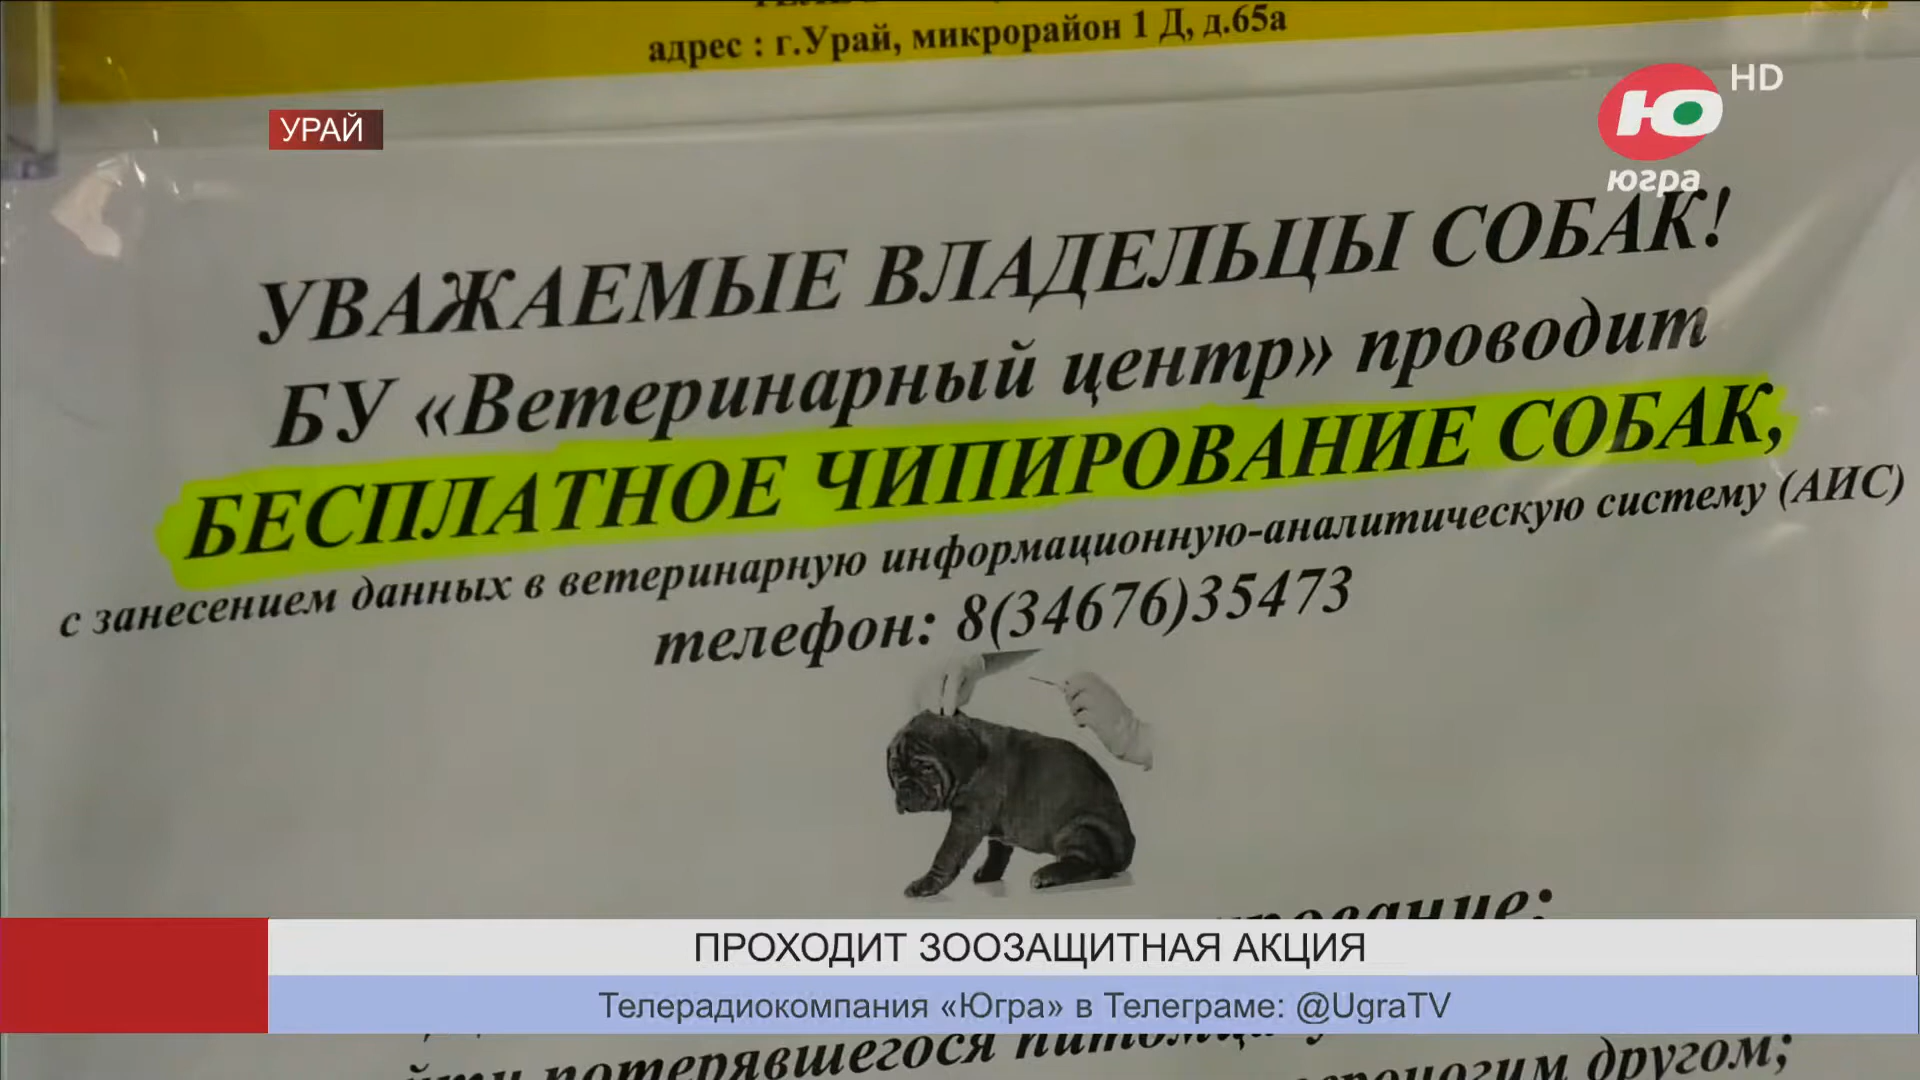 адрес : г.Урай, микрорайон 1 Д, д.65а
HD
УРАЙ
Ю
югра
УВАЖАЕМЫЕ ВЛАДЕЛЬЦЫ СОБАК!
БУ «Ветеринарный центр» проводит
БЕСПЛАТНОЕ ЧИПИРОВАНИЕ СОБАК,
с занесением данных в ветеринарную информационную-аналитическую систему (АИС)
телефон: 8(34676)35473
ПРОХОДИТ ЗООЗАЩИТНАЯ АКЦИЯ
Телерадиокомпания «Югра» в Телеграме: @UgraTV
потерявшегося
другом;